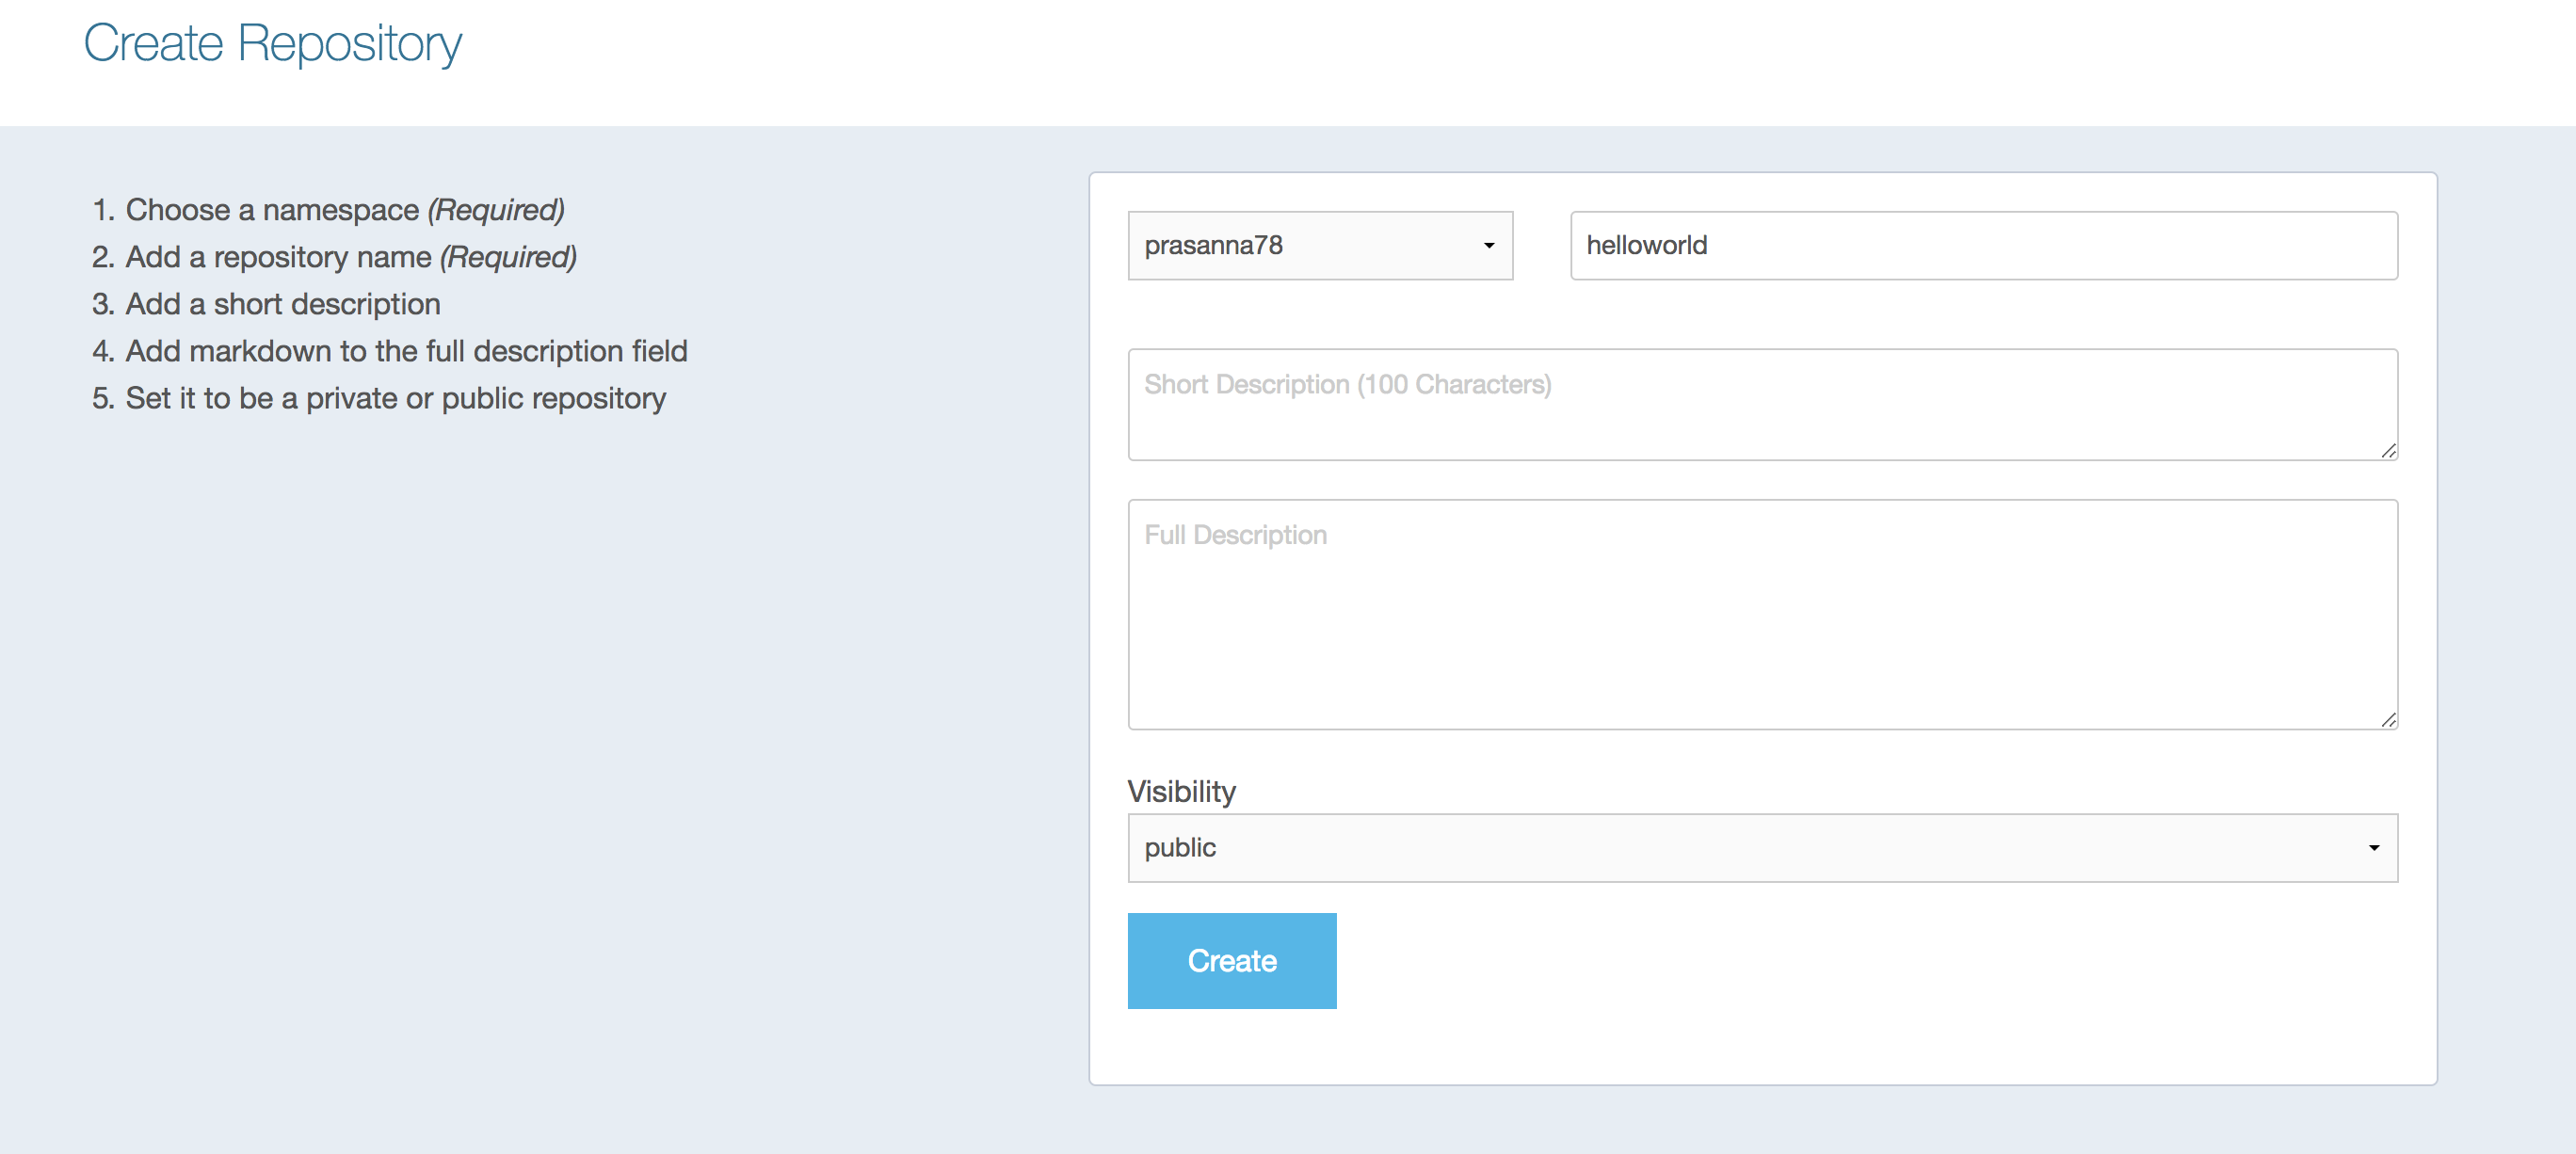 Create Repository
1. Choose a namespace (Required)
2. Add a repository name (Required)
3. Add a short description
4. Add markdown to the full description field
5. Set it to be a private or public repository
prasanna78
helloworld
Short Description (100 Characters)
Full Description
Visibility
public
Create